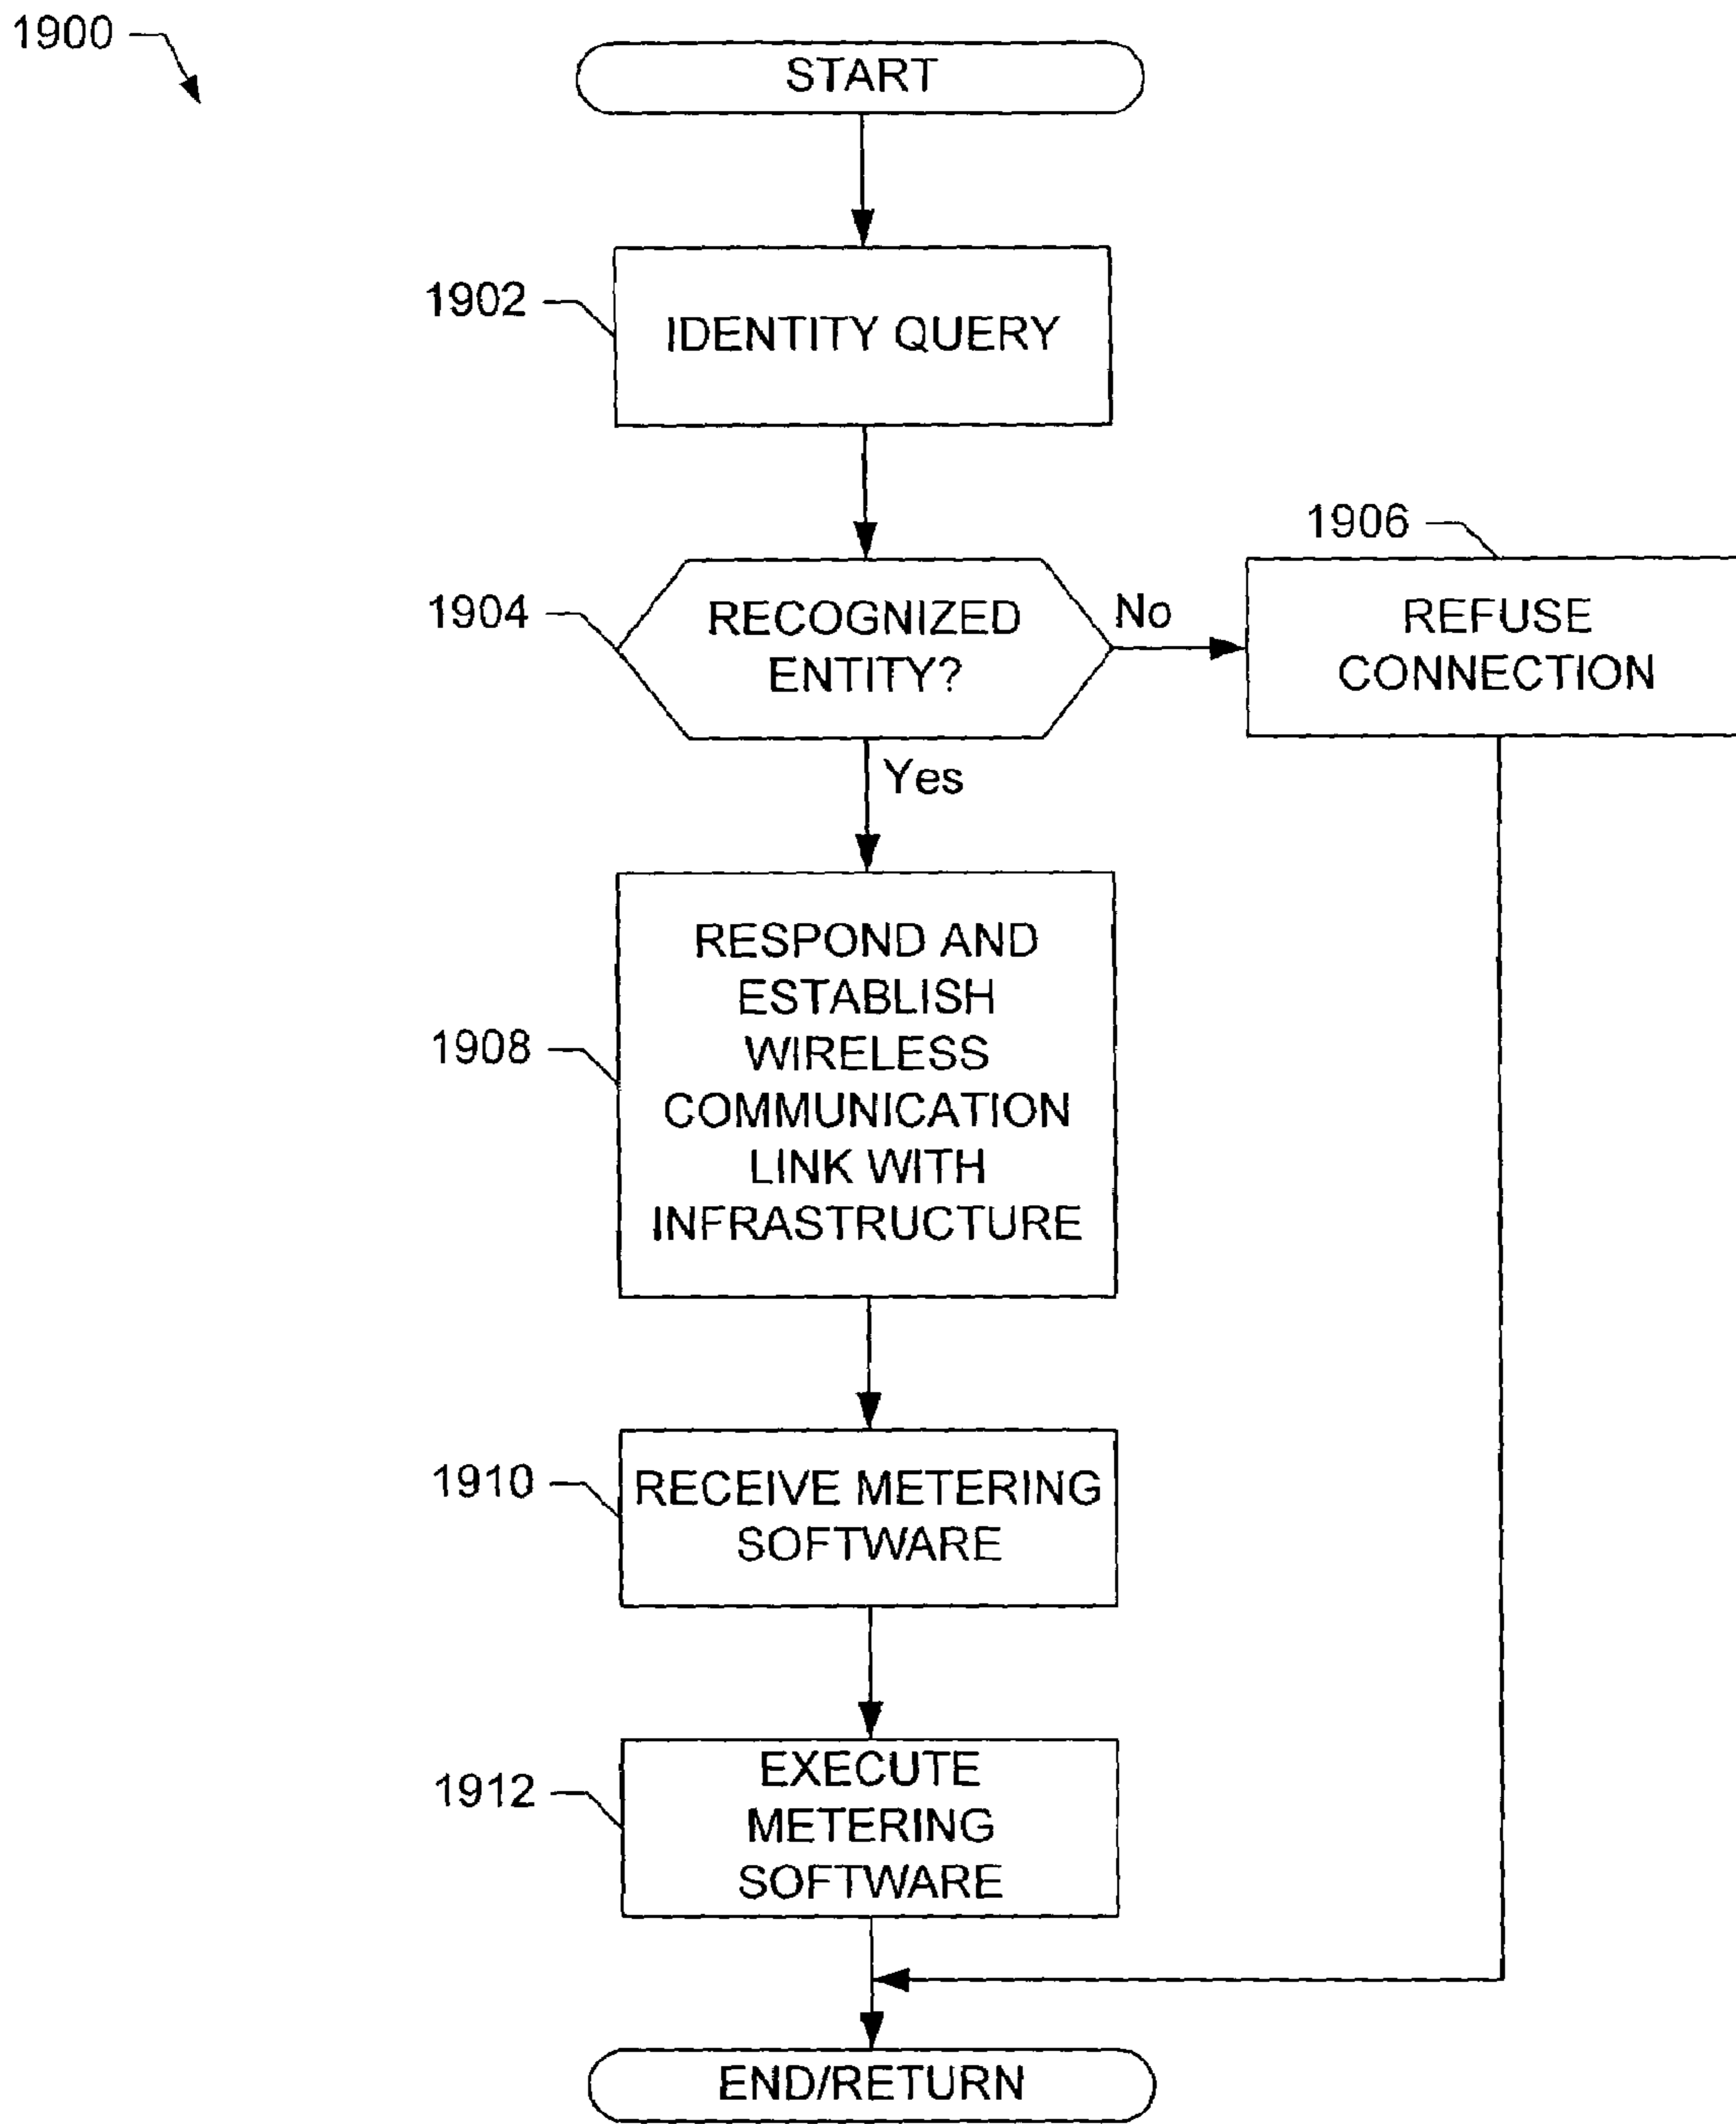 1900
START
1902
IDENTITY QUERY
1904
RECOGNIZED
ENTITY?
No
1906
REFUSE
CONNECTION
Yes
1908
RESPOND AND
ESTABLISH
WIRELESS
COMMUNICATION
LINK WITH
INFRASTRUCTURE
1910
RECEIVE METERING
SOFTWARE
1912
EXECUTE
METERING
SOFTWARE
END/RETURN